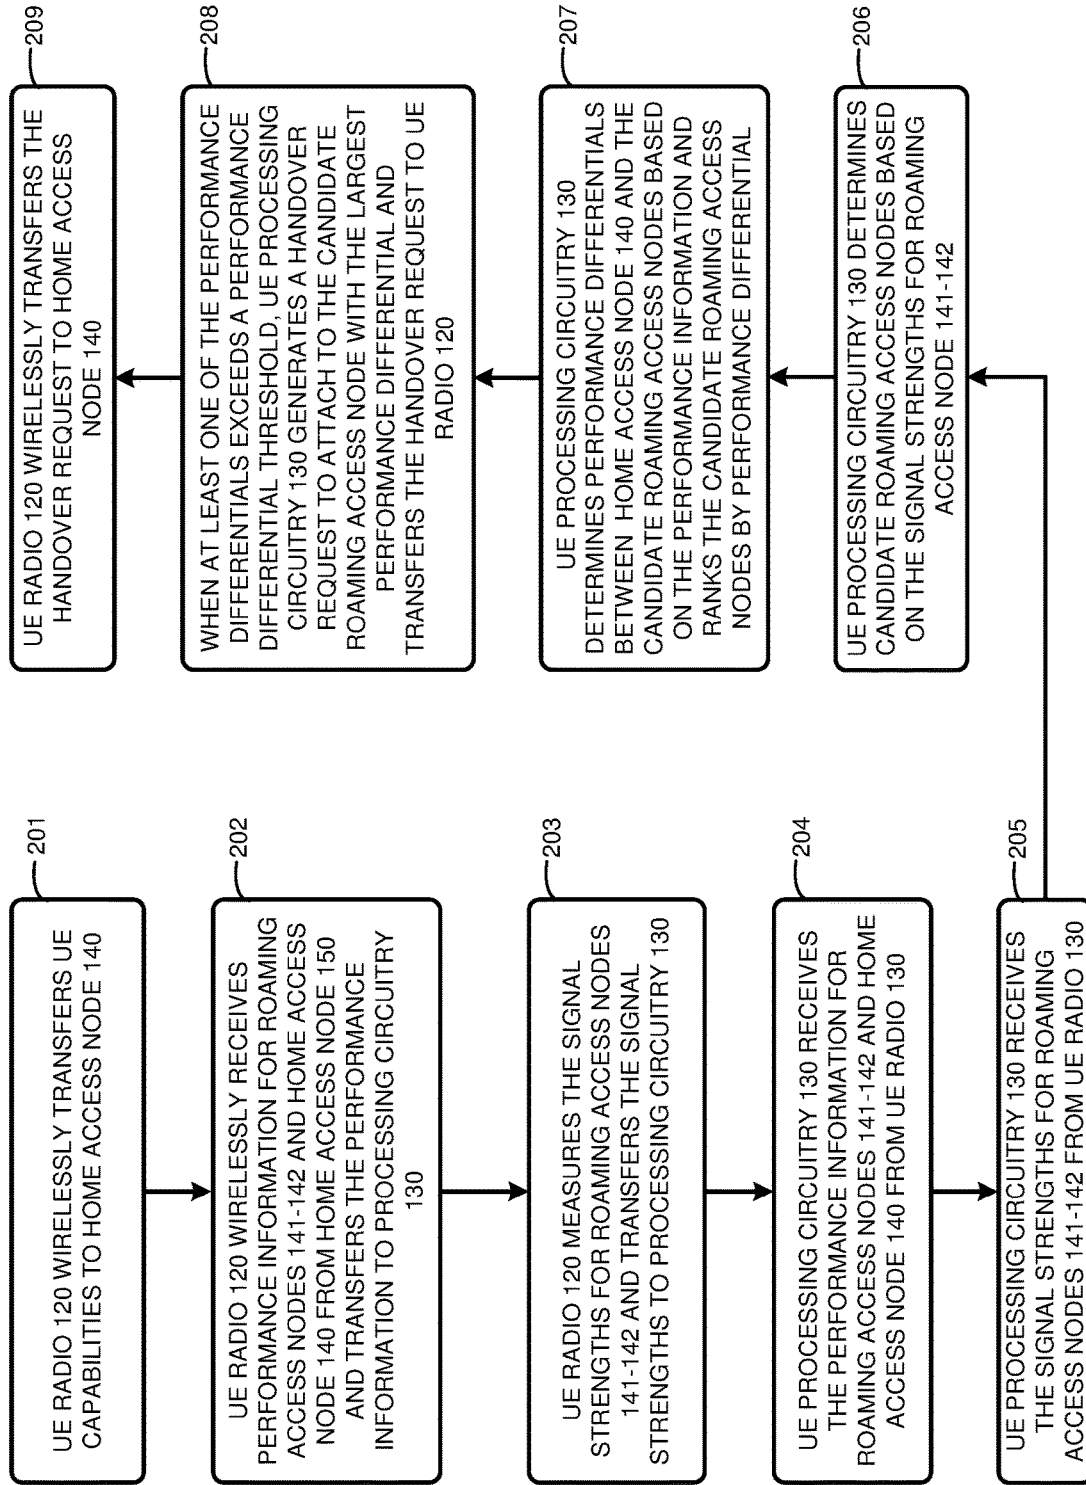 UE RADIO 120 WIRELESSLY TRANSFERS UE
CAPABILITIES TO HOME ACCESS NODE 140
201
UE RADIO 120 WIRELESSLY RECEIVES
PERFORMANCE INFORMATION FOR ROAMING
ACCESS NODES 141-142 AND HOME ACCESS
NODE 140 FROM HOME ACCESS NODE 150
AND TRANSFERS THE PERFORMANCE
INFORMATION TO PROCESSING CIRCUITRY
130
202
UE RADIO 120 MEASURES THE SIGNAL
STRENGTHS FOR ROAMING ACCESS NODES
141-142 AND TRANSFERS THE SIGNAL
STRENGTHS TO PROCESSING CIRCUITRY 130
203
UE PROCESSING CIRCUITRY 130 RECEIVES
THE PERFORMANCE INFORMATION FOR
ROAMING ACCESS NODES 141-142 AND HOME
ACCESS NODE 140 FROM UE RADIO 130
204
UE PROCESSING CIRCUITRY 130 RECEIVES
THE SIGNAL STRENGTHS FOR ROAMING
ACCESS NODES 141-142 FROM UE RADIO 130
205
UE PROCESSING CIRCUITRY 130 DETERMINES
CANDIDATE ROAMING ACCESS NODES BASED
ON THE SIGNAL STRENGTHS FOR ROAMING
ACCESS NODE 141-142
206
UE PROCESSING CIRCUITRY 130
DETERMINES PERFORMANCE DIFFERENTIALS
BETWEEN HOME ACCESS NODE 140 AND THE
CANDIDATE ROAMING ACCESS NODES BASED
ON THE PERFORMANCE INFORMATION AND
RANKS THE CANDIDATE ROAMING ACCESS
NODES BY PERFORMANCE DIFFERENTIAL
207
WHEN AT LEAST ONE OF THE PERFORMANCE
DIFFERENTIALS EXCEEDS A PERFORMANCE
DIFFERENTIAL THRESHOLD, UE PROCESSING
CIRCUITRY 130 GENERATES A HANDOVER
REQUEST TO ATTACH TO THE CANDIDATE
ROAMING ACCESS NODE WITH THE LARGEST
PERFORMANCE DIFFERENTIAL AND
TRANSFERS THE HANDOVER REQUEST TO UE
RADIO 120
208
UE RADIO 120 WIRELESSLY TRANSFERS THE
HANDOVER REQUEST TO HOME ACCESS
NODE 140
209